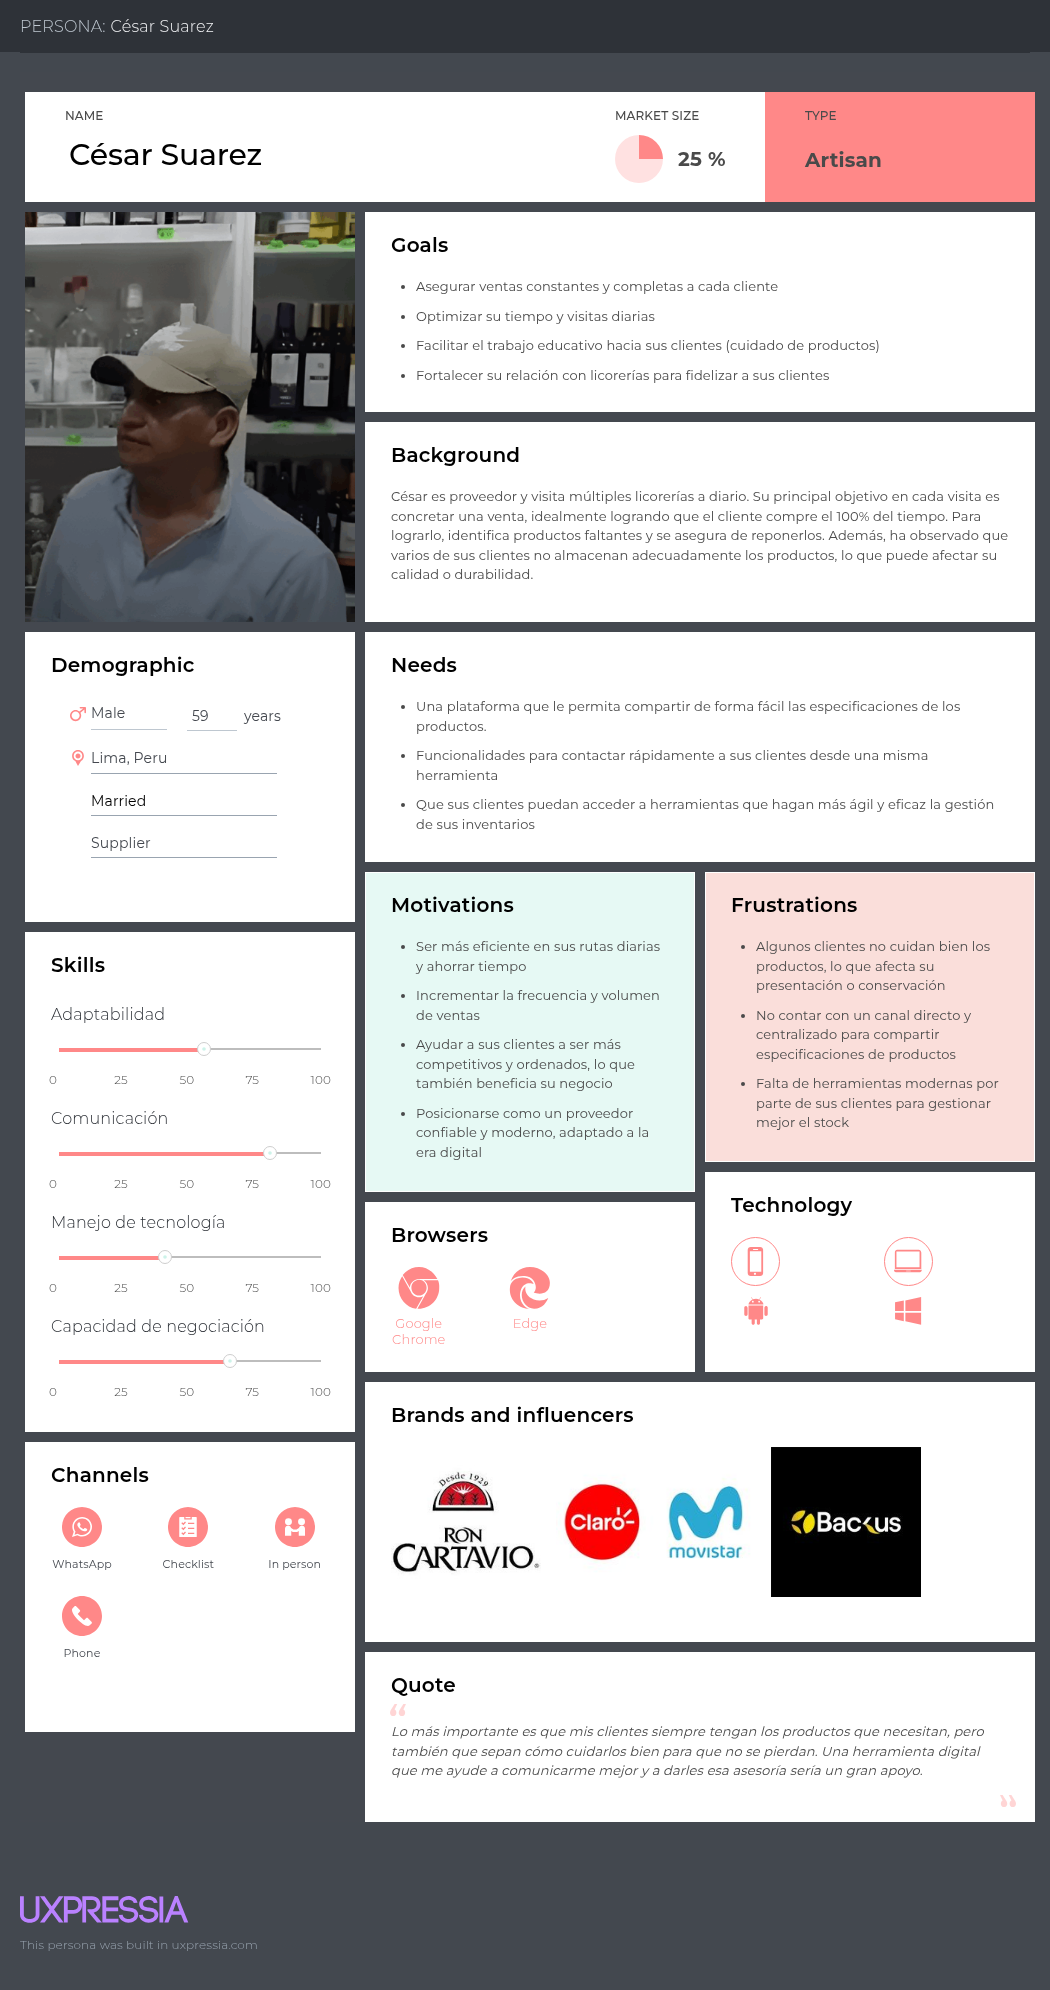 PERSONA: César Suarez
NAME
César Suarez
MARKET SIZE
25 %
TYPE
Artisan
Goals
Asegurar ventas constantes y completas a cada cliente
Optimizar su tiempo y visitas diarias
Facilitar el trabajo educativo hacia sus clientes (cuidado de productos)
Fortalecer su relación con licorerías para fidelizar a sus clientes
Background
César es proveedor y visita múltiples licorerías a diario. Su principal objetivo en cada visita es
concretar una venta, idealmente logrando que el cliente compre el 100% del tiempo. Para
lograrlo, identifica productos faltantes y se asegura de reponerlos. Además, ha observado que
varios de sus clientes no almacenan adecuadamente los productos, lo que puede afectar su
calidad o durabilidad.
Demographic
Male
59 years
Lima, Peru
Married
Supplier
Needs
Una plataforma que le permita compartir de forma fácil las especificaciones de los
productos.
Funcionalidades para contactar rápidamente a sus clientes desde una misma
herramienta
Que sus clientes puedan acceder a herramientas que hagan más ágil y eficaz la gestión
de sus inventarios
Skills
Adaptabilidad
0 25 50 75 100
Comunicación
0 25 50 75 100
Manejo de tecnología
0 25 50 75 100
Capacidad de negociación
0 25 50 75 100
Motivations
Ser más eficiente en sus rutas diarias
y ahorrar tiempo
Incrementar la frecuencia y volumen
de ventas
Ayudar a sus clientes a ser más
competitivos y ordenados, lo que
también beneficia su negocio
Posicionarse como un proveedor
confiable y moderno, adaptado a la
era digital
Frustrations
Algunos clientes no cuidan bien los
productos, lo que afecta su
presentación o conservación
No contar con un canal directo y
centralizado para compartir
especificaciones de productos
Falta de herramientas modernas por
parte de sus clientes para gestionar
mejor el stock
Browsers
Google
Chrome
Edge
Technology
Channels
WhatsApp
Checklist
In person
Phone
Brands and influencers
Desde 1929
RON
CARTAVIO
Claro
movistar
Backus
Quote
“
Lo más importante es que mis clientes siempre tengan los productos que necesitan, pero
también que sepan cómo cuidarlos bien para que no se pierdan. Una herramienta digital
que me ayude a comunicarme mejor y a darles esa asesoría sería un gran apoyo.
”
UXPRESSIA
This persona was built in uxpressia.com